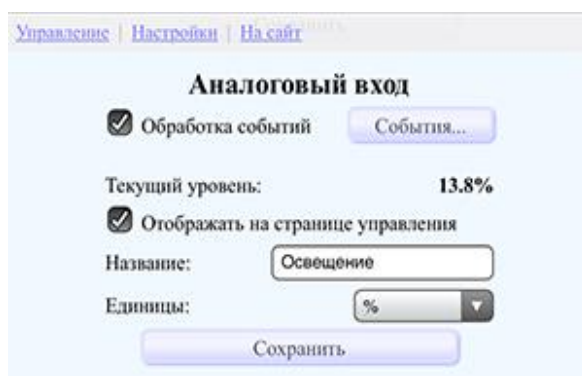 Управление | Настройки | На сайт
Аналоговый вход
Обработка событий События...
Текущий уровень: 13.8%
Отображать на странице управления
Название: Освещение
Единицы: %
Сохранить